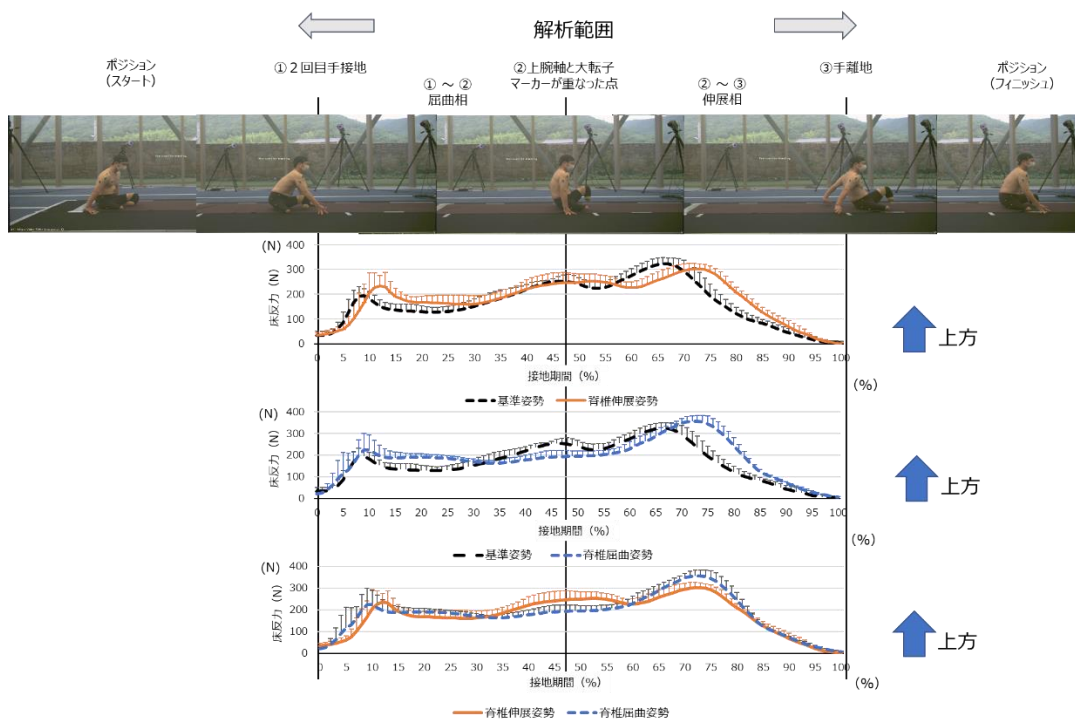 解析範囲
ポジション
(スタート)
①２回目手接地
① ～ ②
屈曲相
②上腕軸と大転子
マーカーが重なった点
② ～ ③
伸展相
③手離地
ポジション
(フィニッシュ)
(N)
床反力 (N)
400
300
200
100
0
0 5 10 15 20 25 30 35 40 45 50 55 60 65 70 75 80 85 90 95 100
接地期間 (%)
(%)
基準姿勢 脊椎伸展姿勢
上方
(N)
床反力 (N)
400
300
200
100
0
0 5 10 15 20 25 30 35 40 45 50 55 60 65 70 75 80 85 90 95 100
接地期間 (%)
(%)
基準姿勢 脊椎屈曲姿勢
上方
(N)
床反力 (N)
400
300
200
100
0
0 5 10 15 20 25 30 35 40 45 50 55 60 65 70 75 80 85 90 95 100
接地期間 (%)
(%)
脊椎伸展姿勢 脊椎屈曲姿勢
上方